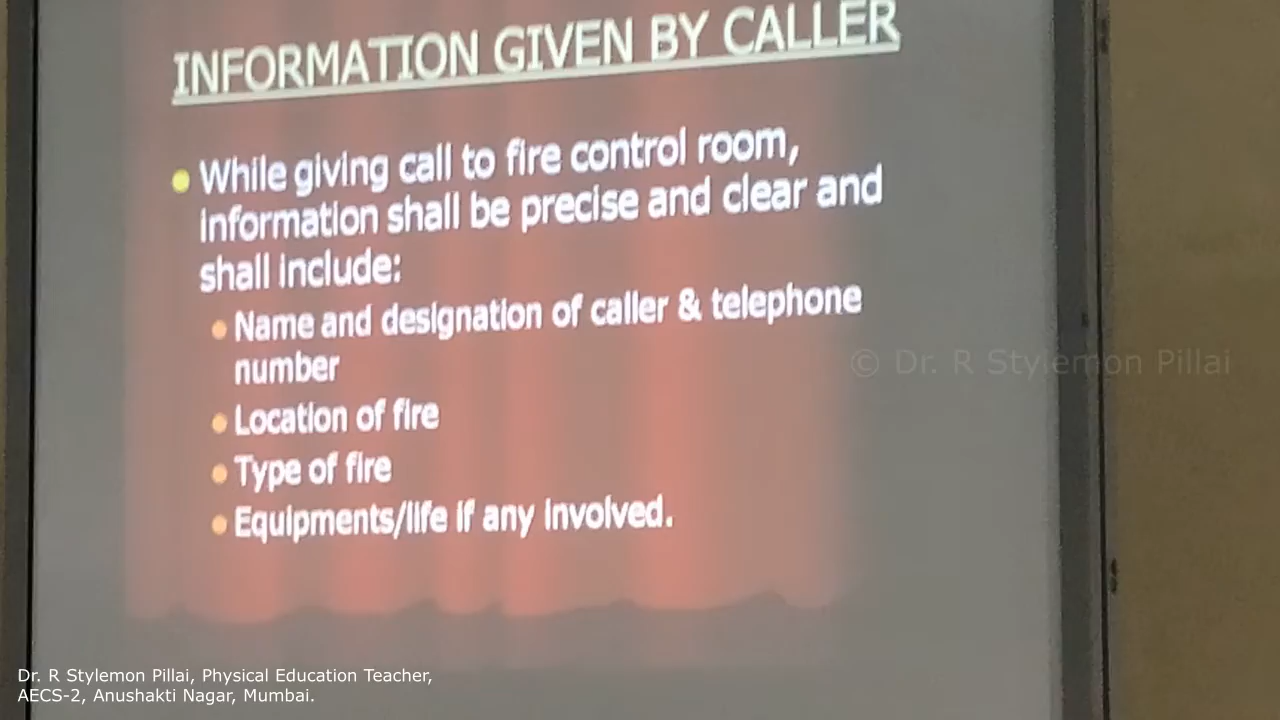 INFORMATION GIVEN BY CALLER
While giving call to fire control room,
information shall be precise and clear and
shall include:
Name and designation of caller & telephone
number
Location of fire
Type of fire
Equipments/life if any involved.
© Dr. R Stylemon Pillai
Dr. R Stylemon Pillai, Physical Education Teacher,
AECS-2, Anushakti Nagar, Mumbai.